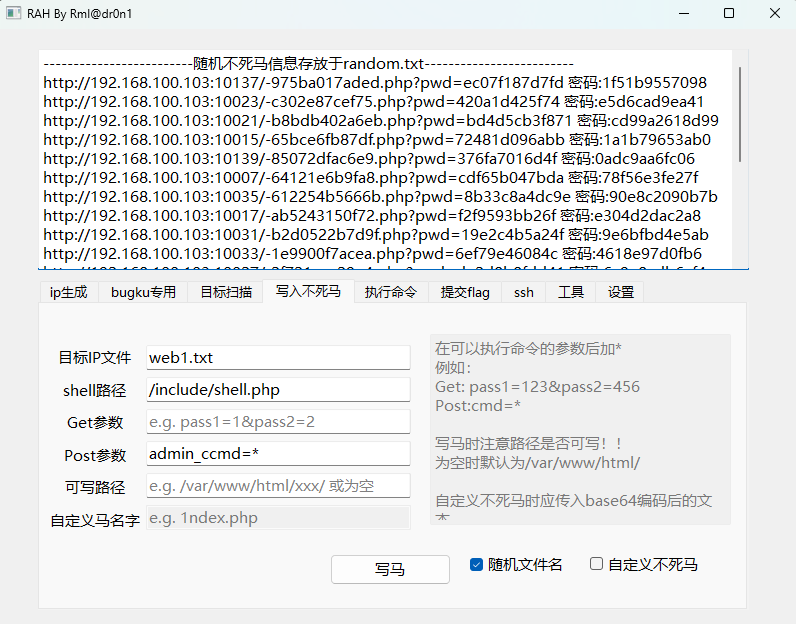 RAH By Rml@dr0n1
-------------------------随机不死马信息存放于random.txt-------------------------
http://192.168.100.103:10137/-975ba017aded.php?pwd=ec07f187d7fd 密码:1f51b9557098
http://192.168.100.103:10023/-c302e87cef75.php?pwd=420a1d425f74 密码:e5d6cad9ea41
http://192.168.100.103:10021/-b8bdb402a6eb.php?pwd=bd4d5cb3f871 密码:cd99a2618d99
http://192.168.100.103:10015/-65bce6fb87df.php?pwd=72481d096abb 密码:1a1b79653ab0
http://192.168.100.103:10139/-85072dfac6e9.php?pwd=376fa7016d4f 密码:0adc9aa6fc06
http://192.168.100.103:10007/-64121e6b9fa8.php?pwd=cdf65b047bda 密码:78f56e3fe27f
http://192.168.100.103:10035/-612254b5666b.php?pwd=8b33c8a4dc9e 密码:90e8c2090b7b
http://192.168.100.103:10017/-ab5243150f72.php?pwd=f2f9593bb26f 密码:e304d2dac2a8
http://192.168.100.103:10031/-b2d0522b7d9f.php?pwd=19e2c4b5a24f 密码:9e6bfbd4e5ab
http://192.168.100.103:10033/-1e9900f7acea.php?pwd=6ef79e46084c 密码:4618e97d0fb6
ip生成 bugku专用 目标扫描 写入不死马 执行命令 提交flag ssh 工具 设置
目标IP文件 web1.txt
shell路径 /include/shell.php
Get参数 e.g. pass1=1&pass2=2
Post参数 admin_ccmd=*
可写路径 e.g. /var/www/html/xxx/ 或为空
自定义马名字 e.g. 1ndex.php
在可以执行命令的参数后加*
例如：
Get: pass1=123&pass2=456
Post:cmd=*
写马时注意路径是否可写！！
为空时默认为/var/www/html/
自定义不死马时应传入base64编码后的文
本
写马 随机文件名 自定义不死马